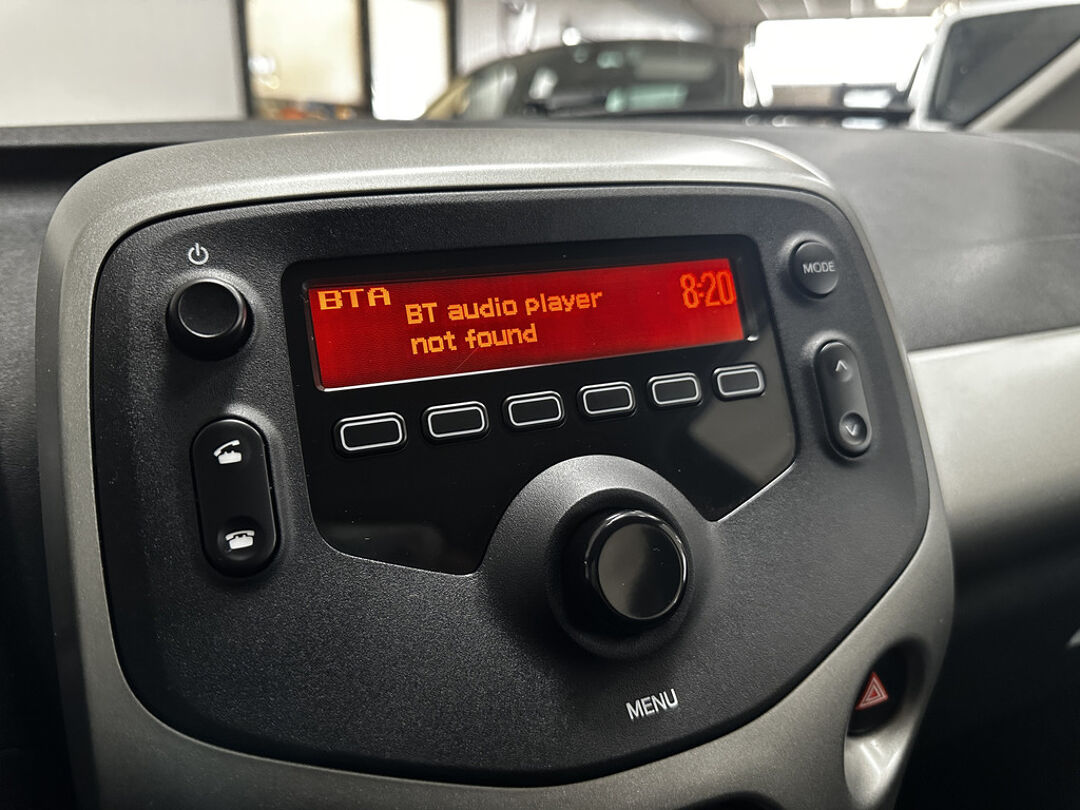 BTA
BT audio player
not found
8:20
MODE
MENU